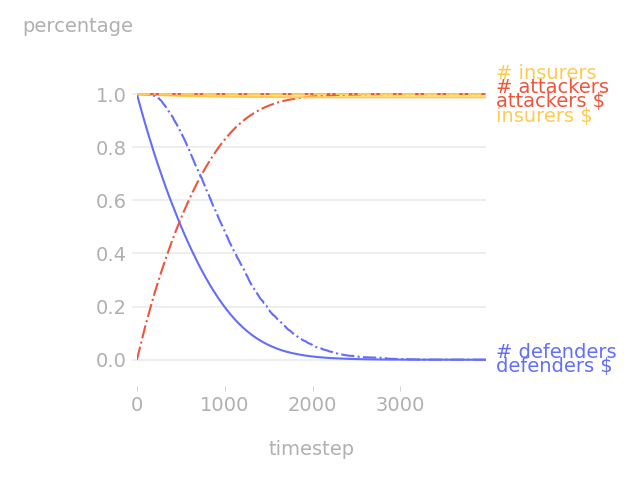 percentage
# insurers
# attackers
attackers $
insurers $
1.0
0.8
0.6
0.4
0.2
0.0
# defenders
defenders $
0
1000
2000
3000
timestep